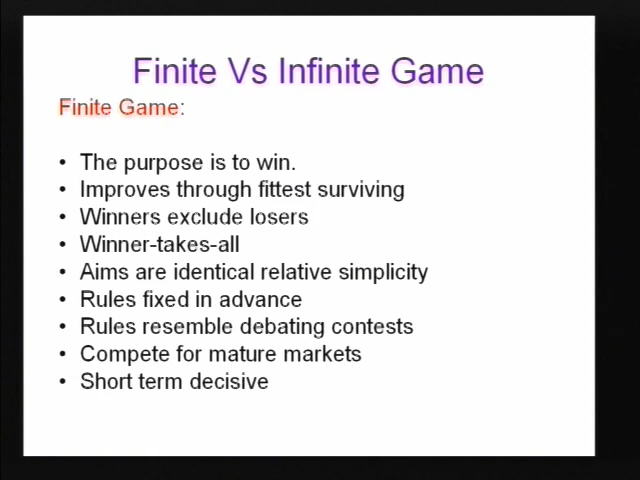 Finite Vs Infinite Game
Finite Game:
• The purpose is to win.
• Improves through fittest surviving
• Winners exclude losers
• Winner-takes-all
• Aims are identical relative simplicity
• Rules fixed in advance
• Rules resemble debating contests
• Compete for mature markets
• Short term decisive